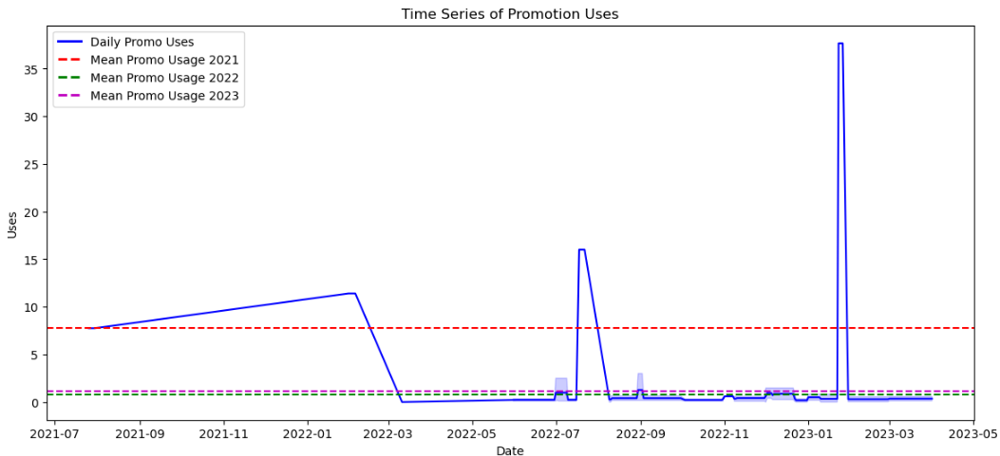 Time Series of Promotion Uses
Daily Promo Uses
Mean Promo Usage 2021
Mean Promo Usage 2022
Mean Promo Usage 2023
35
30
25
20
15
10
5
0
Uses
2021-07 2021-09 2021-11 2022-01 2022-03 2022-05 2022-07 2022-09 2022-11 2023-01 2023-03 2023-05
Date